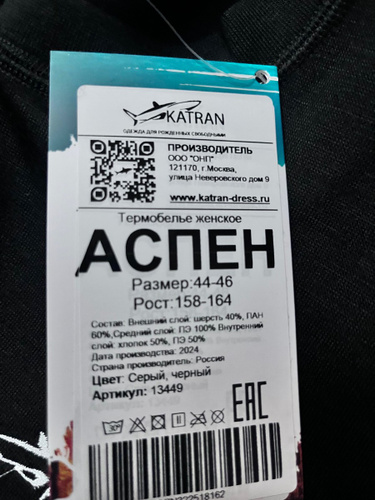 KATRAN
ОДЕЖДА ДЛЯ РОЖДЕННЫХ СВОБОДНЫМИ
ПРОИЗВОДИТЕЛЬ
ООО "ОНП"
121170, г.Москва,
улица Неверовского дом 9
www.katran-dress.ru
Термобелье женское
АСПЕН
Размер:44-46
Рост:158-164
Состав: Внешний слой: шерсть 40%, ПАН
60%,Средний слой: ПЭ 100% Внутренний
слой: хлопок 50%, ПЭ 50%
Дата производства: 2024
Страна производитель: Россия
Цвет: Серый, черный
Артикул: 13449
EAC